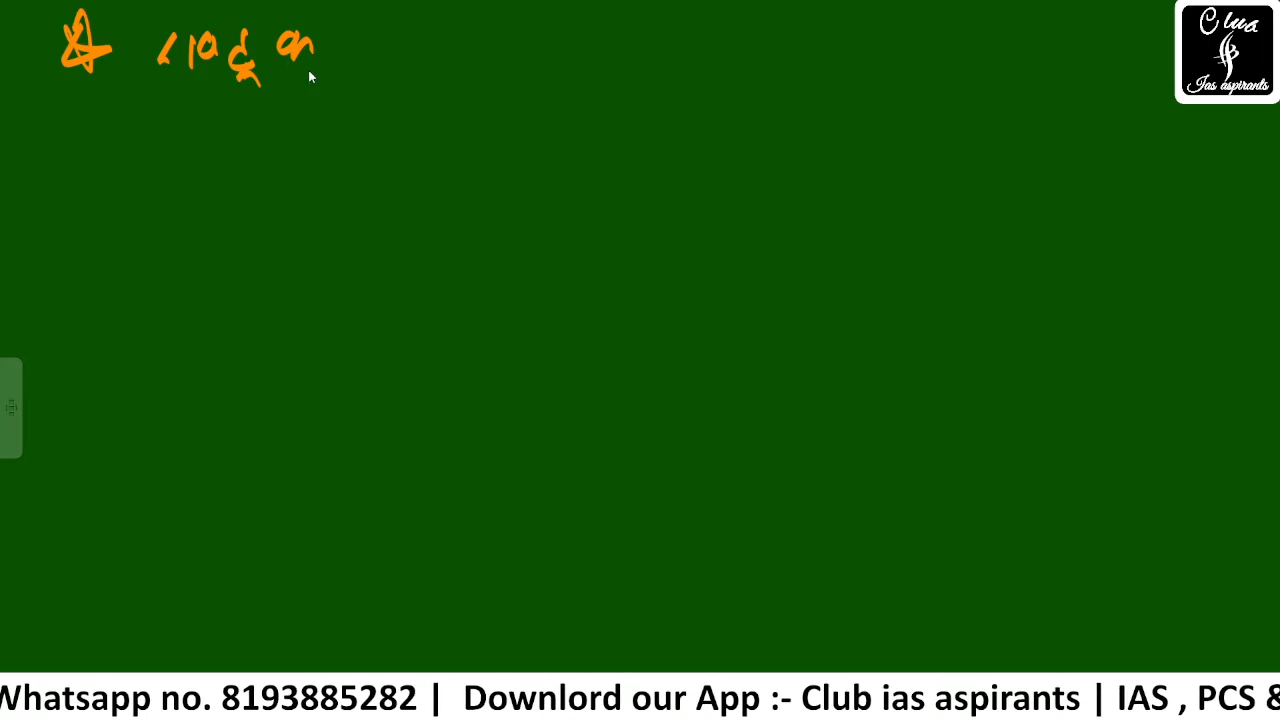 Club
Ias aspirants
Whatsapp no. 8193885282 | Downlord our App :- Club ias aspirants | IAS , PCS &